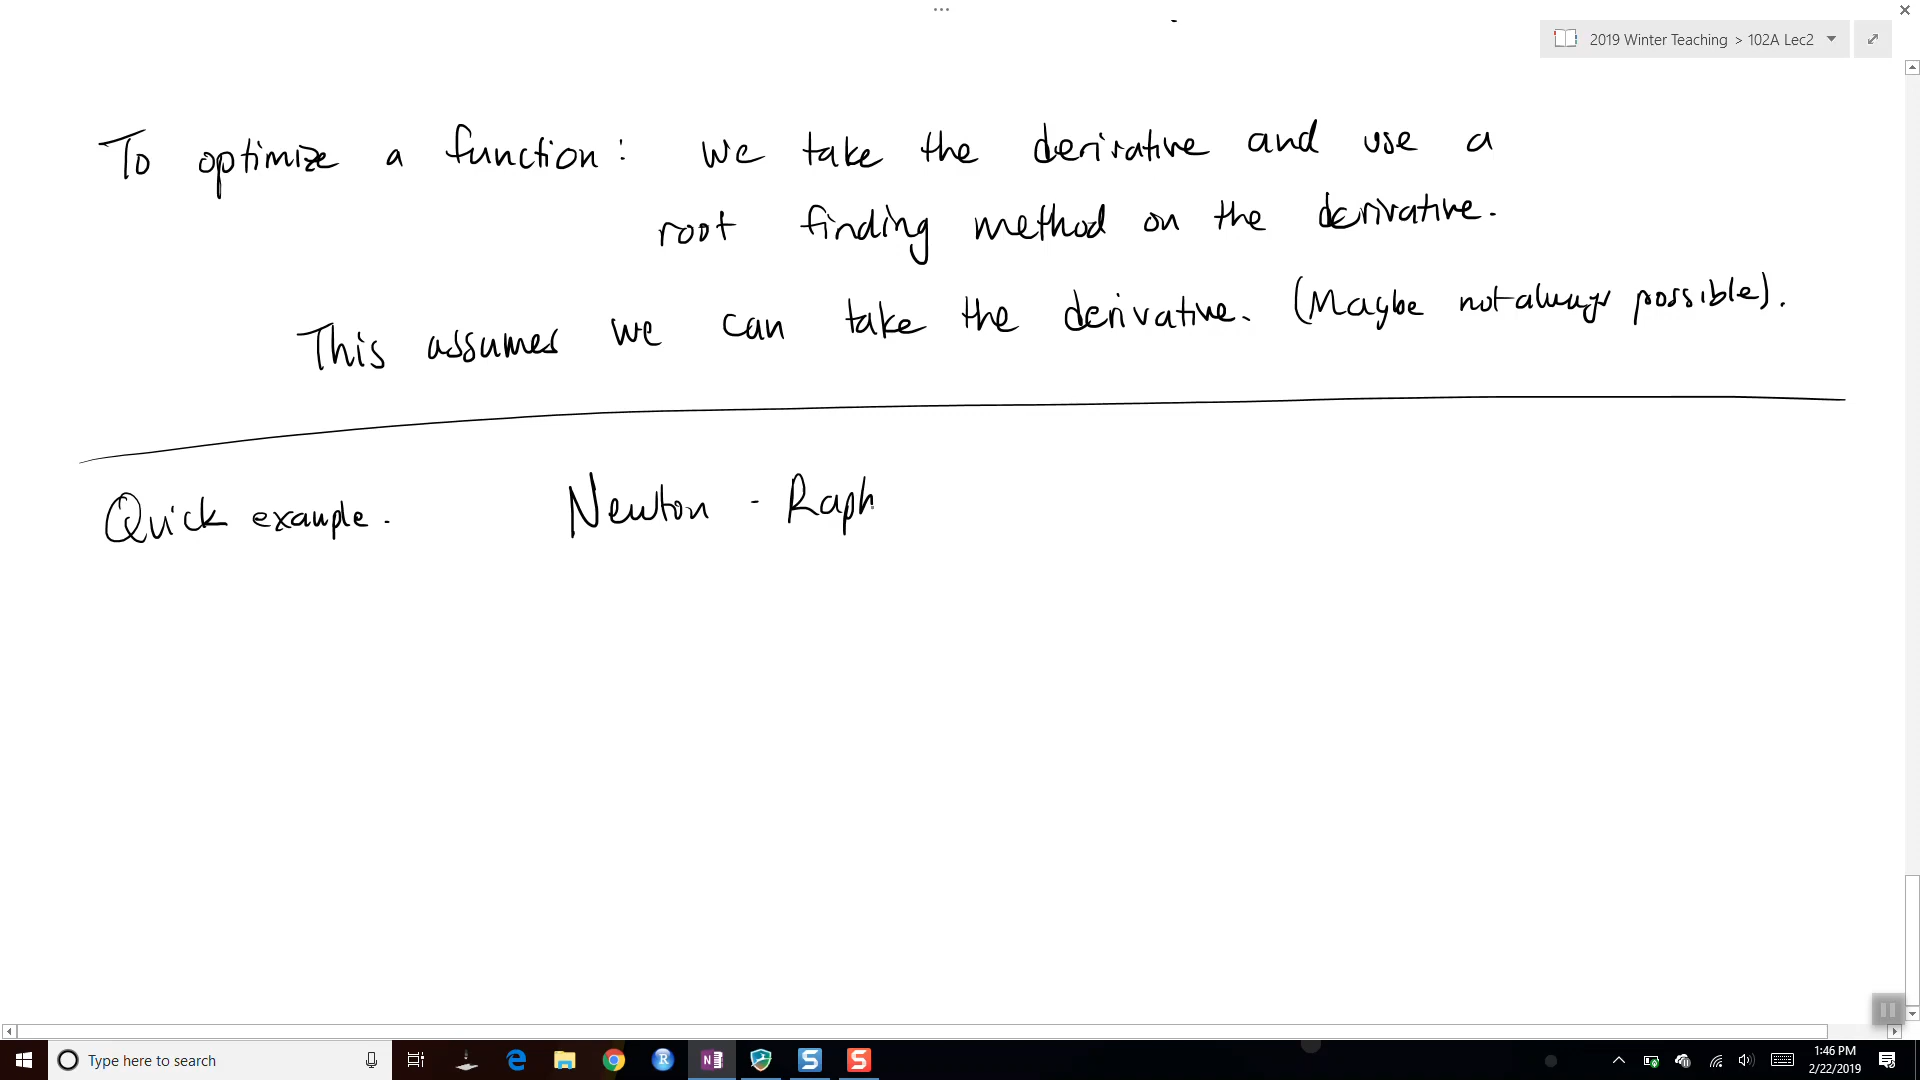 2019 Winter Teaching > 102A Lec2
To optimize a function: we take the derivative and use a
root finding method on the derivative.
This assumes we can take the derivative. (Maybe not always possible).
Quick example. Newton - Raph
Type here to search
1:46 PM
2/22/2019